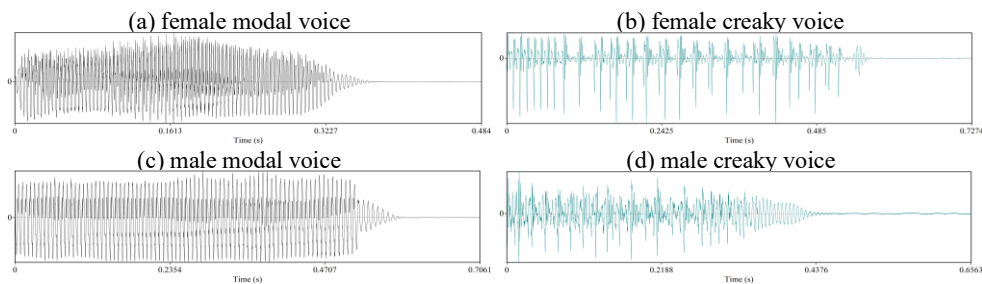 (a) female modal voice
(b) female creaky voice
0
0
0 0.1613 0.3227 0.484
0 0.2425 0.485 0.7274
Time (s)
Time (s)
(c) male modal voice
(d) male creaky voice
0
0
0 0.2354 0.4707 0.7061
0 0.2188 0.4376 0.6563
Time (s)
Time (s)